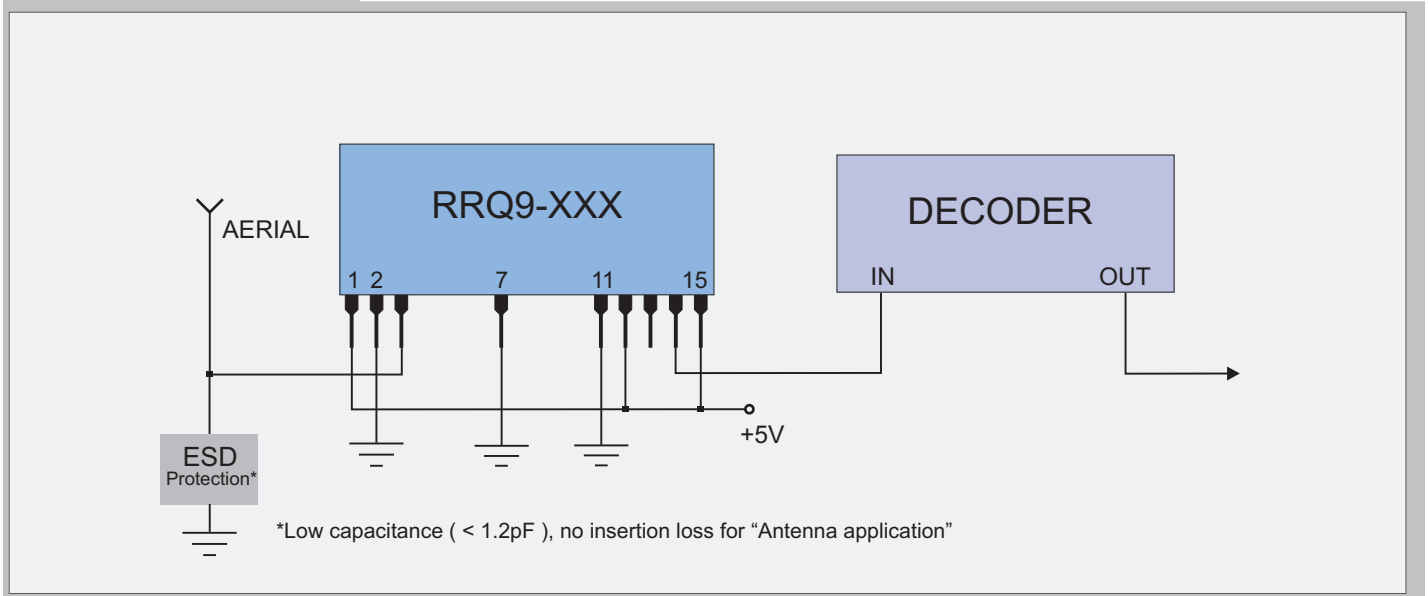 RRQ9-XXX
DECODER
AERIAL
1 2 7 11 15
IN OUT
+5V
ESD
Protection*
*Low capacitance ( < 1.2pF ), no insertion loss for “Antenna application”